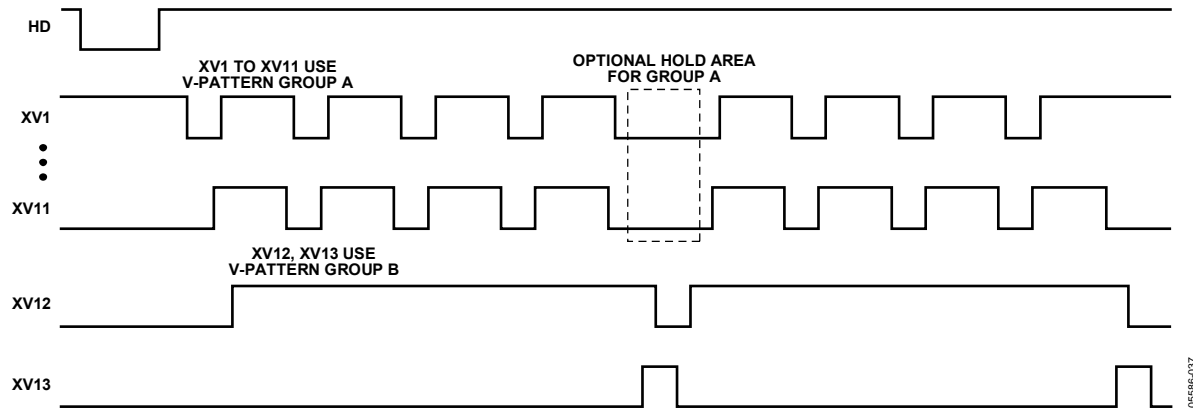 HD
XV1 TO XV11 USE
V-PATTERN GROUP A
OPTIONAL HOLD AREA
FOR GROUP A
XV1
XV11
XV12, XV13 USE
V-PATTERN GROUP B
XV12
XV13
05586-037